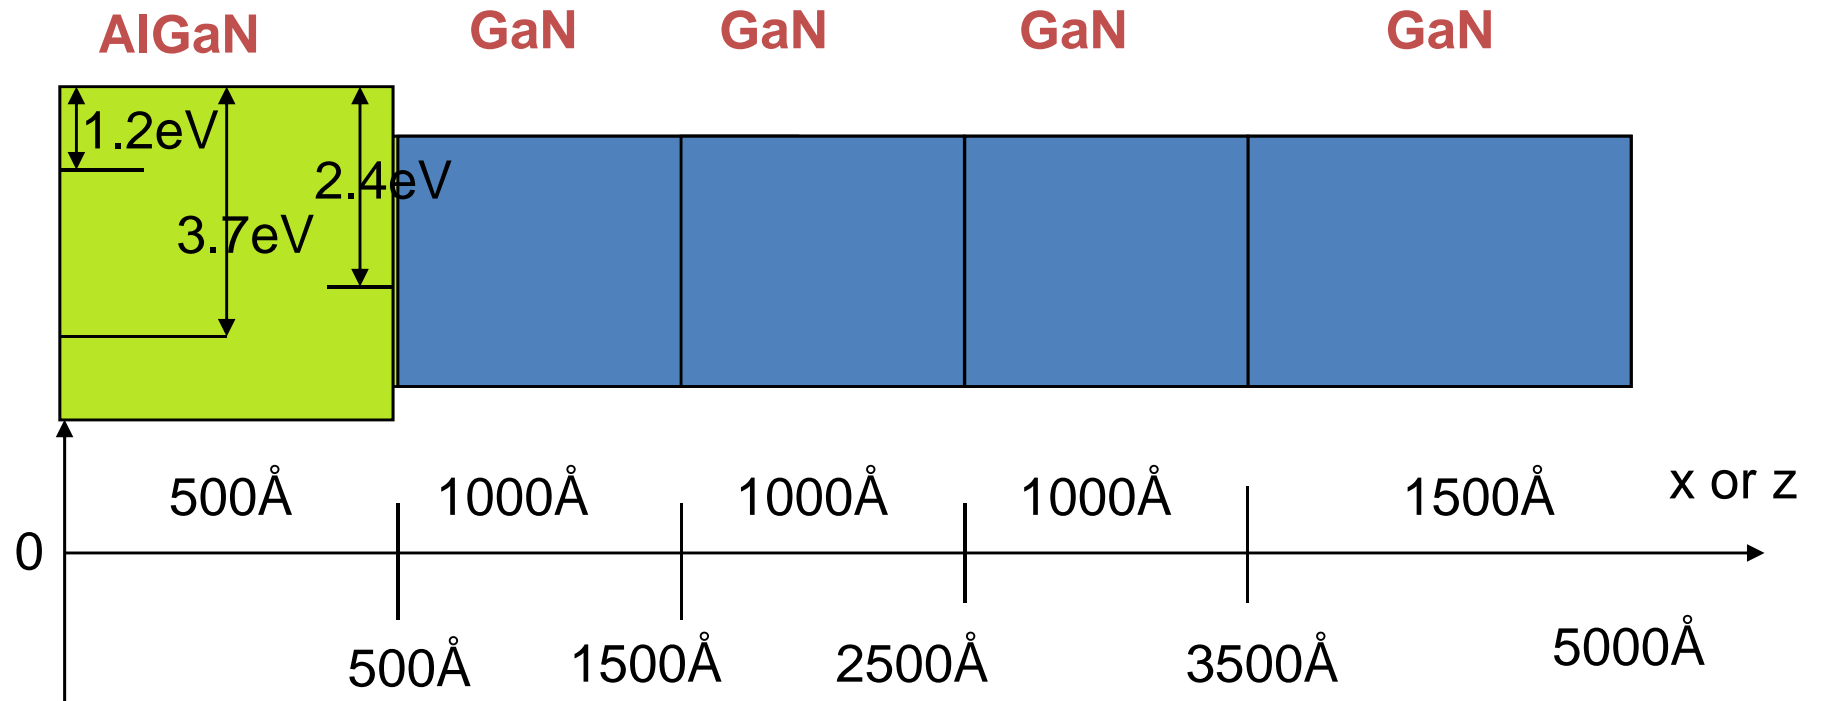 AlGaN GaN GaN GaN GaN
1.2eV
2.4eV
3.7eV
500Å 1000Å 1000Å 1000Å 1500Å x or z
0
500Å 1500Å 2500Å 3500Å 5000Å